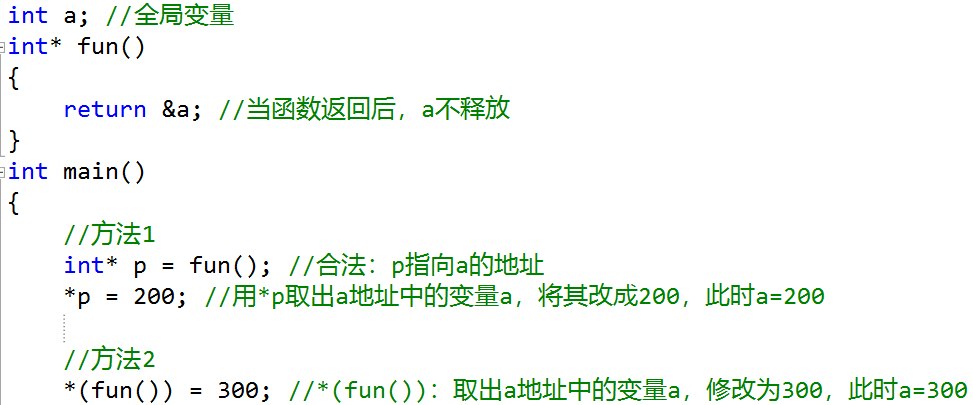 int a; //全局变量
int* fun()
{
    return &a; //当函数返回后，a不释放
}
int main()
{
    //方法1
    int* p = fun(); //合法：p指向a的地址
    *p = 200; //用*p取出a地址中的变量a，将其改成200，此时a=200
    //方法2
    *(fun()) = 300; //*(fun())：取出a地址中的变量a，修改为300，此时a=300